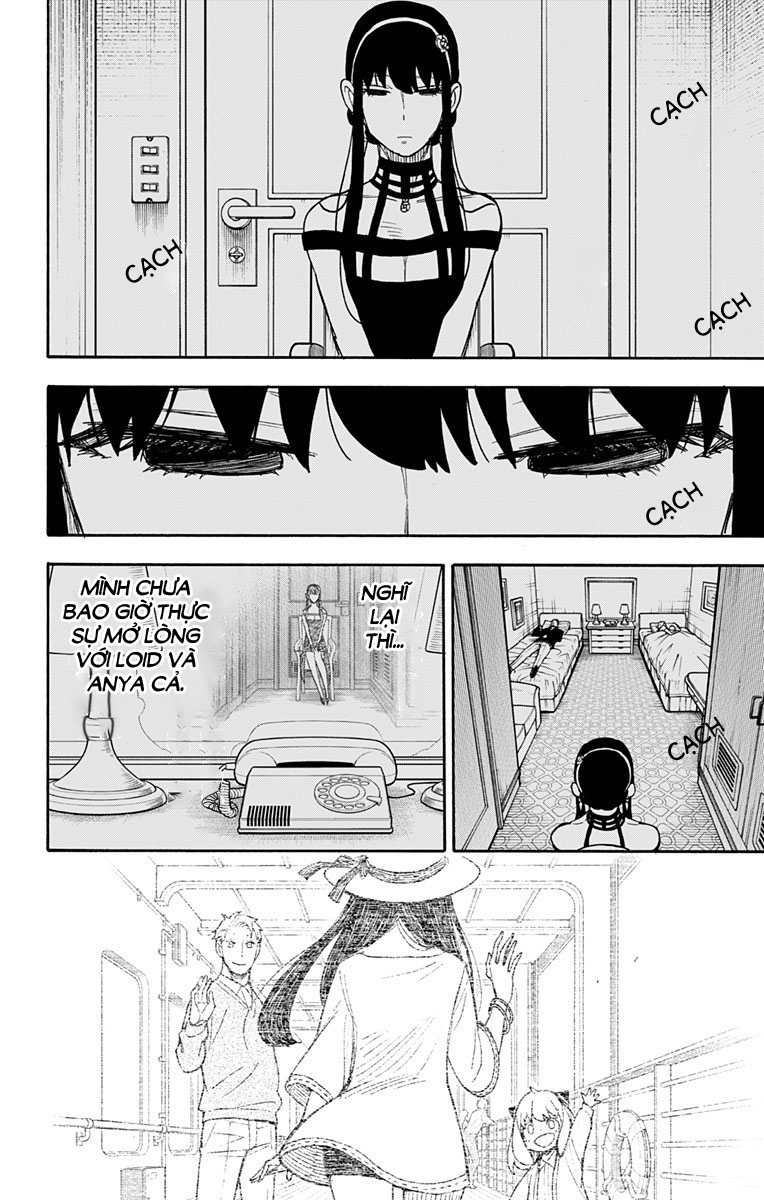 CẠCH
CẠCH
CẠCH
CẠCH
NGHĨ
LẠI
THÌ...
MÌNH CHƯA
BAO GIỜ THỰC
SỰ MỞ LÒNG
VỚI LOID VÀ
ANYA CẢ.
CẠCH